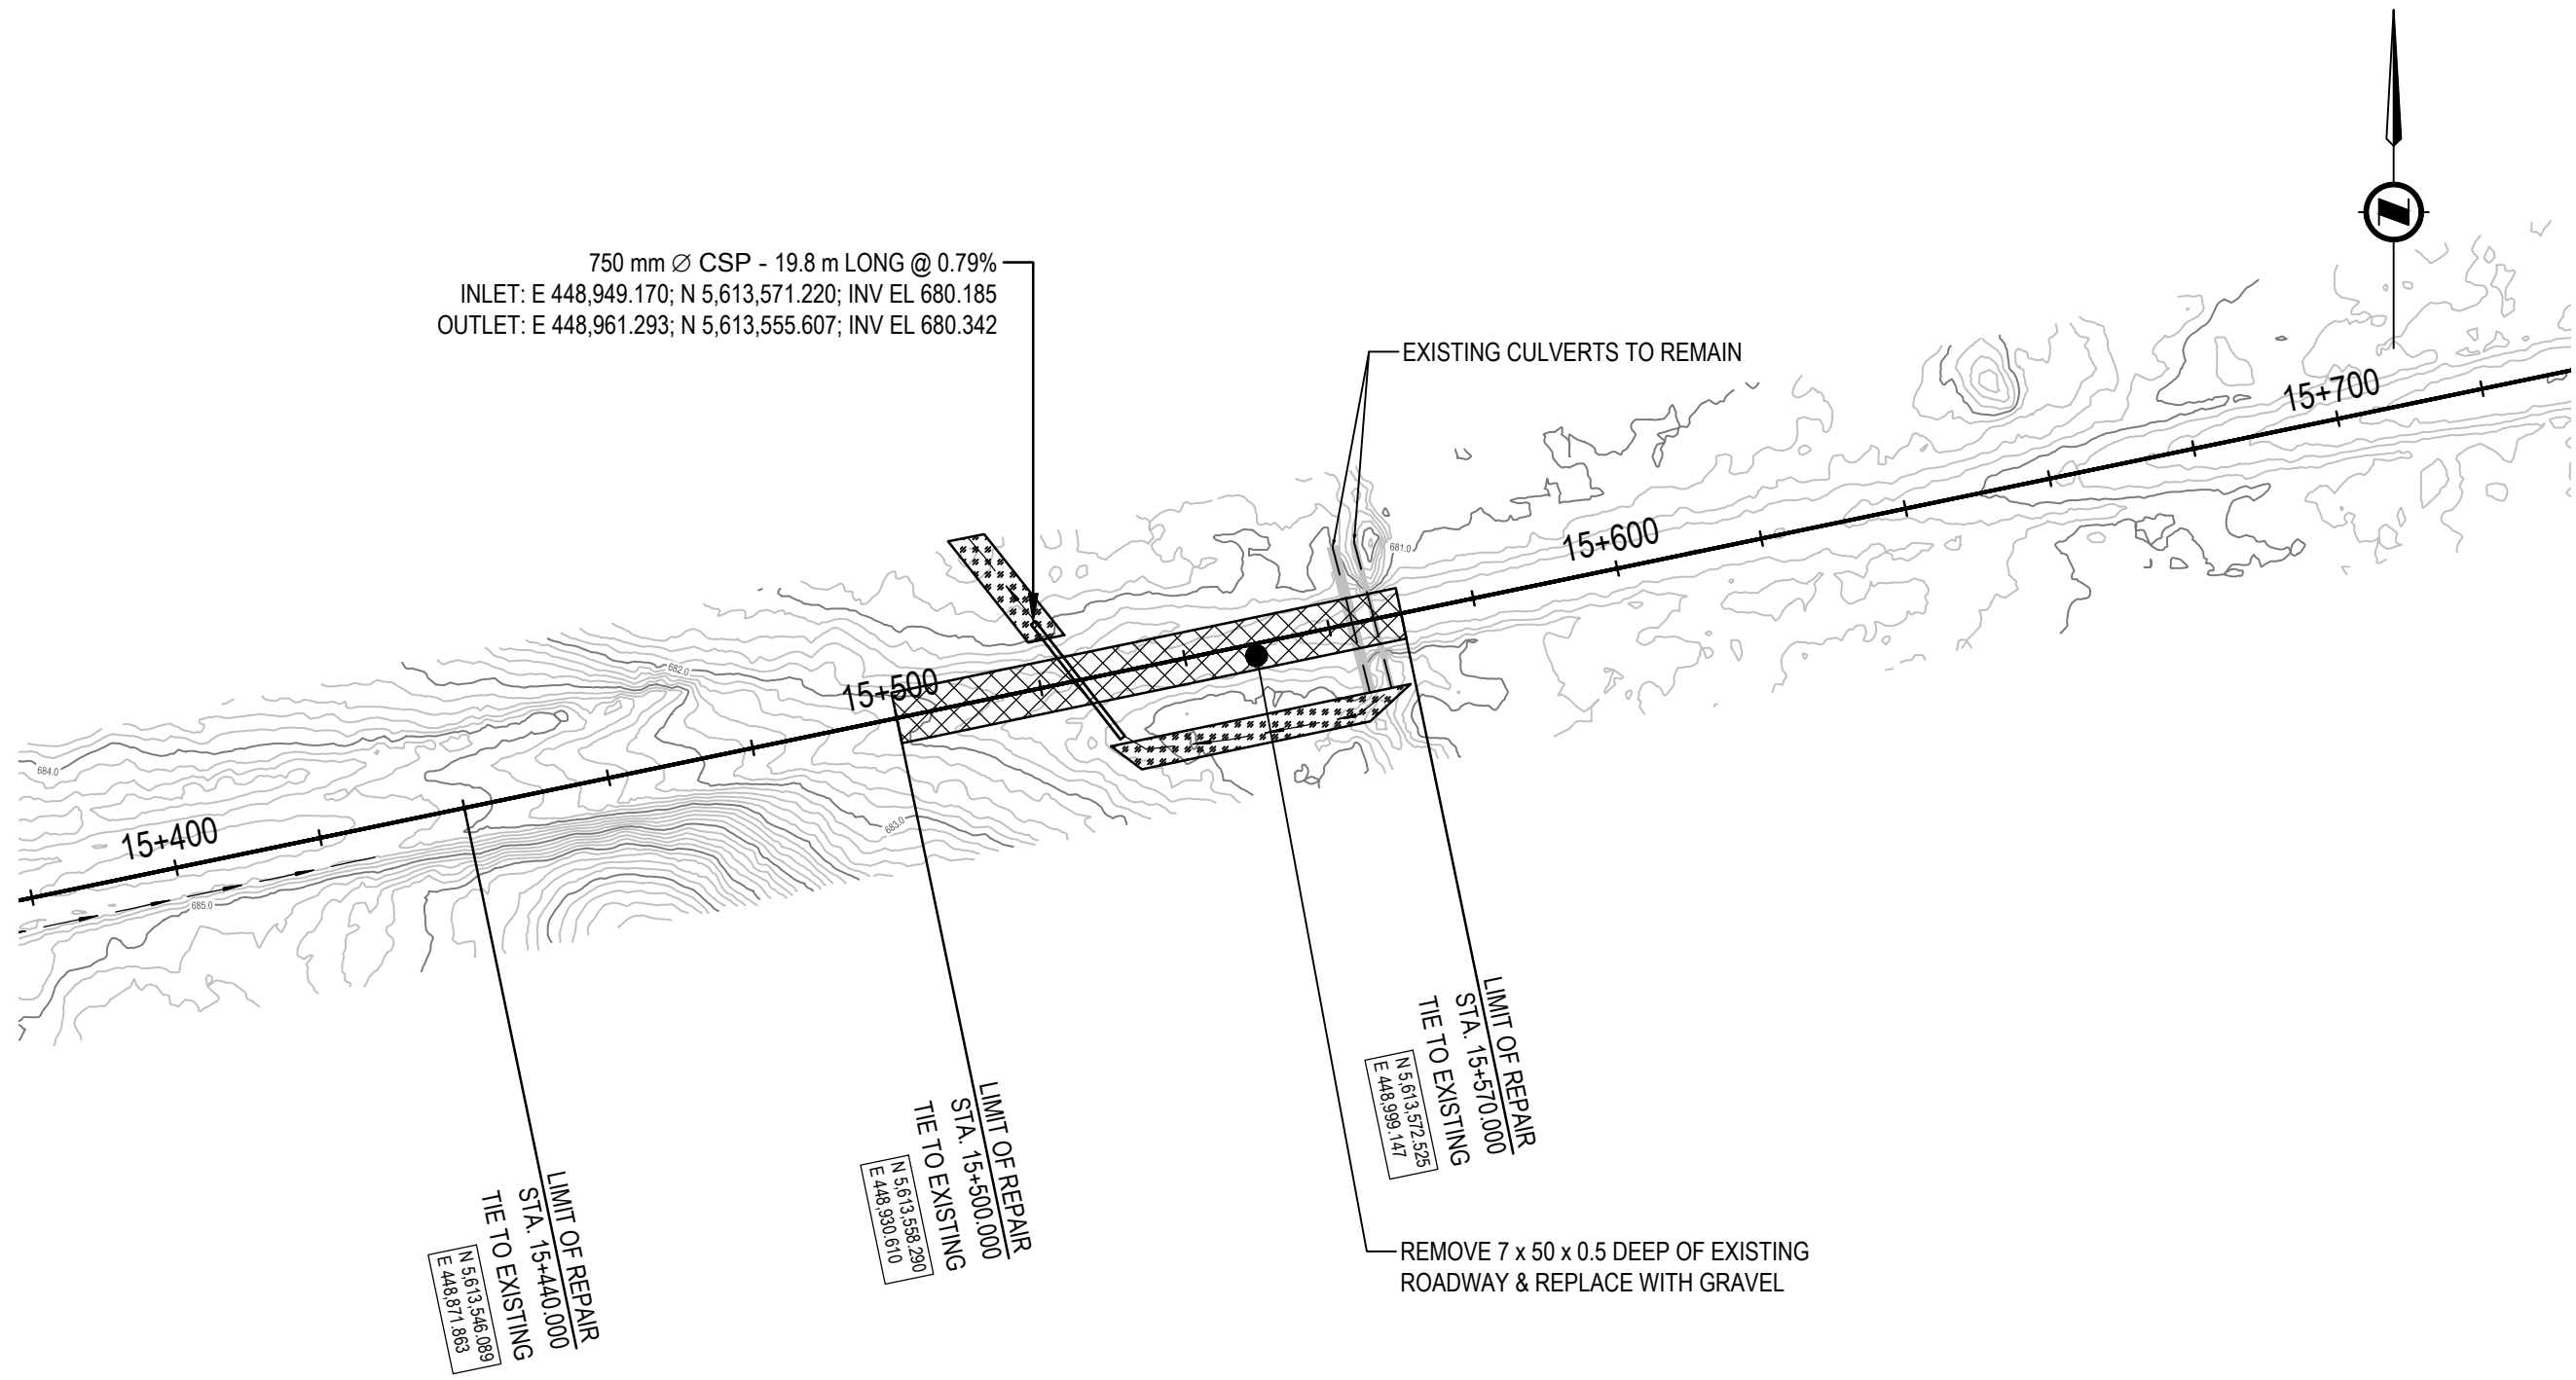 750 mm ∅ CSP - 19.8 m LONG @ 0.79%
INLET: E 448,949.170; N 5,613,571.220; INV EL 680.185
OUTLET: E 448,961.293; N 5,613,555.607; INV EL 680.342
EXISTING CULVERTS TO REMAIN
15+700
15+600
681.0
682.0
15+500
684.0
15+400
683.0
685.0
LIMIT OF REPAIR
STA. 15+570.000
TIE TO EXISTING
N 5,613,572.525
E 448,999.147
LIMIT OF REPAIR
STA. 15+500.000
TIE TO EXISTING
N 5,613,558.290
E 448,930.610
LIMIT OF REPAIR
STA. 15+440.000
TIE TO EXISTING
N 5,613,546.089
E 448,871.863
REMOVE 7 x 50 x 0.5 DEEP OF EXISTING
ROADWAY & REPLACE WITH GRAVEL